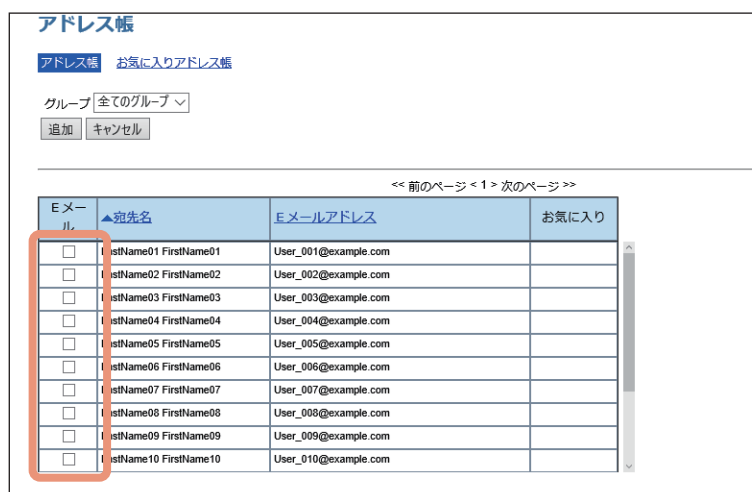 アドレス帳
アドレス帳 お気に入りアドレス帳
グループ 全てのグループ
追加 キャンセル
<< 前のページ < 1 > 次のページ >>
Eメール ▲宛先名 Eメールアドレス お気に入り
stName01 FirstName01 User_001@example.com
stName02 FirstName02 User_002@example.com
stName03 FirstName03 User_003@example.com
stName04 FirstName04 User_004@example.com
stName05 FirstName05 User_005@example.com
stName06 FirstName06 User_006@example.com
stName07 FirstName07 User_007@example.com
stName08 FirstName08 User_008@example.com
stName09 FirstName09 User_009@example.com
stName10 FirstName10 User_010@example.com